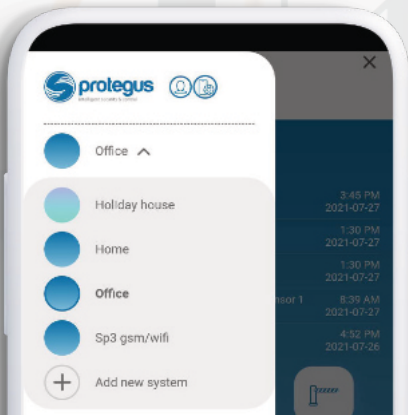 protegus
Office
Holiday house
Home
Office
Sp3 gsm/wifi
Add new system
3:45 PM
2021-07-27
1:30 PM
2021-07-27
1:30 PM
2021-07-27
nsor 1 8:39 AM
2021-07-27
4:52 PM
2021-07-26